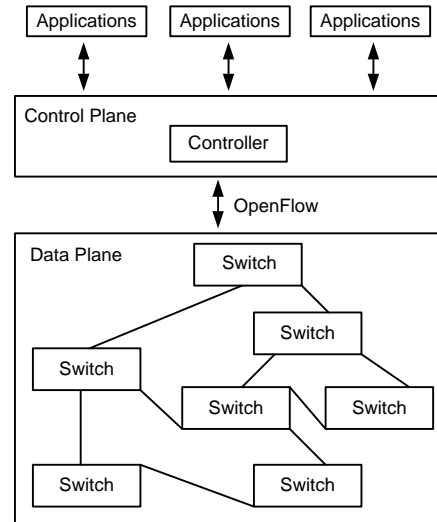 Applications
Applications
Applications
Control Plane
Controller
OpenFlow
Data Plane
Switch
Switch
Switch
Switch
Switch
Switch
Switch